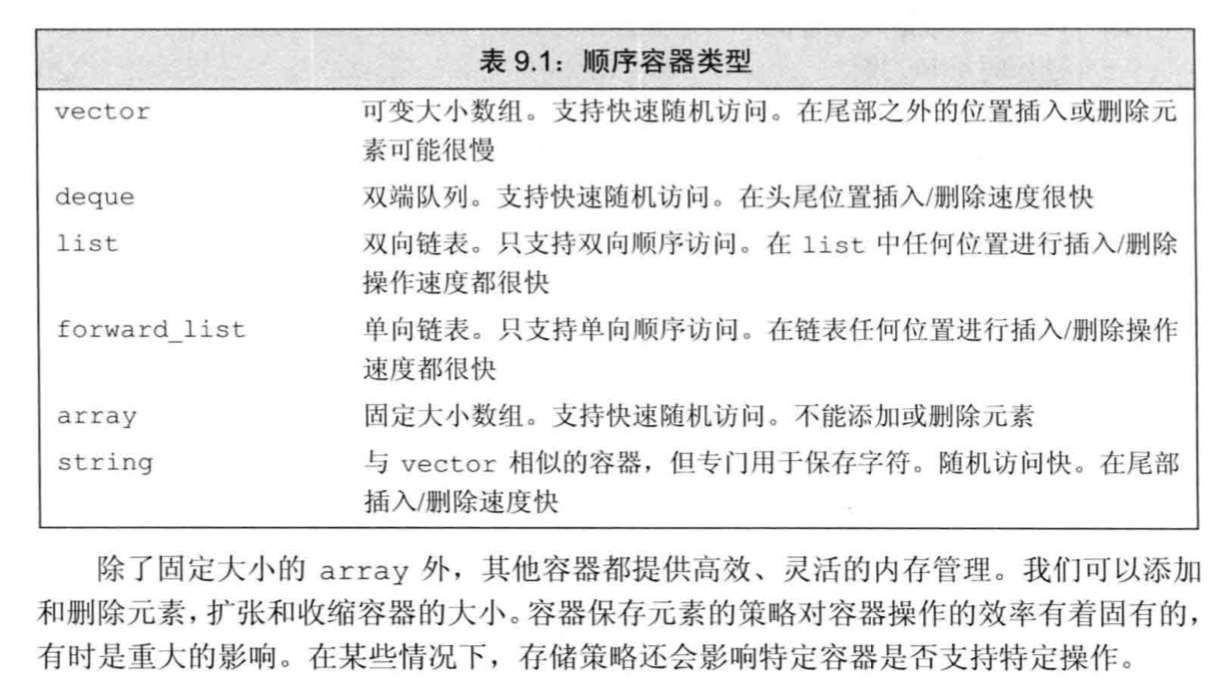 表 9.1：顺序容器类型
vector 可变大小数组。支持快速随机访问。在尾部之外的位置插入或删除元
素可能很慢
deque 双端队列。支持快速随机访问。在头尾位置插入/删除速度很快
list 双向链表。只支持双向顺序访问。在 list 中任何位置进行插入/删除
操作速度都很快
forward_list 单向链表。只支持单向顺序访问。在链表任何位置进行插入/删除操作
速度都很快
array 固定大小数组。支持快速随机访问。不能添加或删除元素
string 与 vector 相似的容器，但专门用于保存字符。随机访问快。在尾部
插入/删除速度快
除了固定大小的 array 外，其他容器都提供高效、灵活的内存管理。我们可以添加
和删除元素，扩张和收缩容器的大小。容器保存元素的策略对容器操作的效率有着固有的，
有时是重大的影响。在某些情况下，存储策略还会影响特定容器是否支持特定操作。